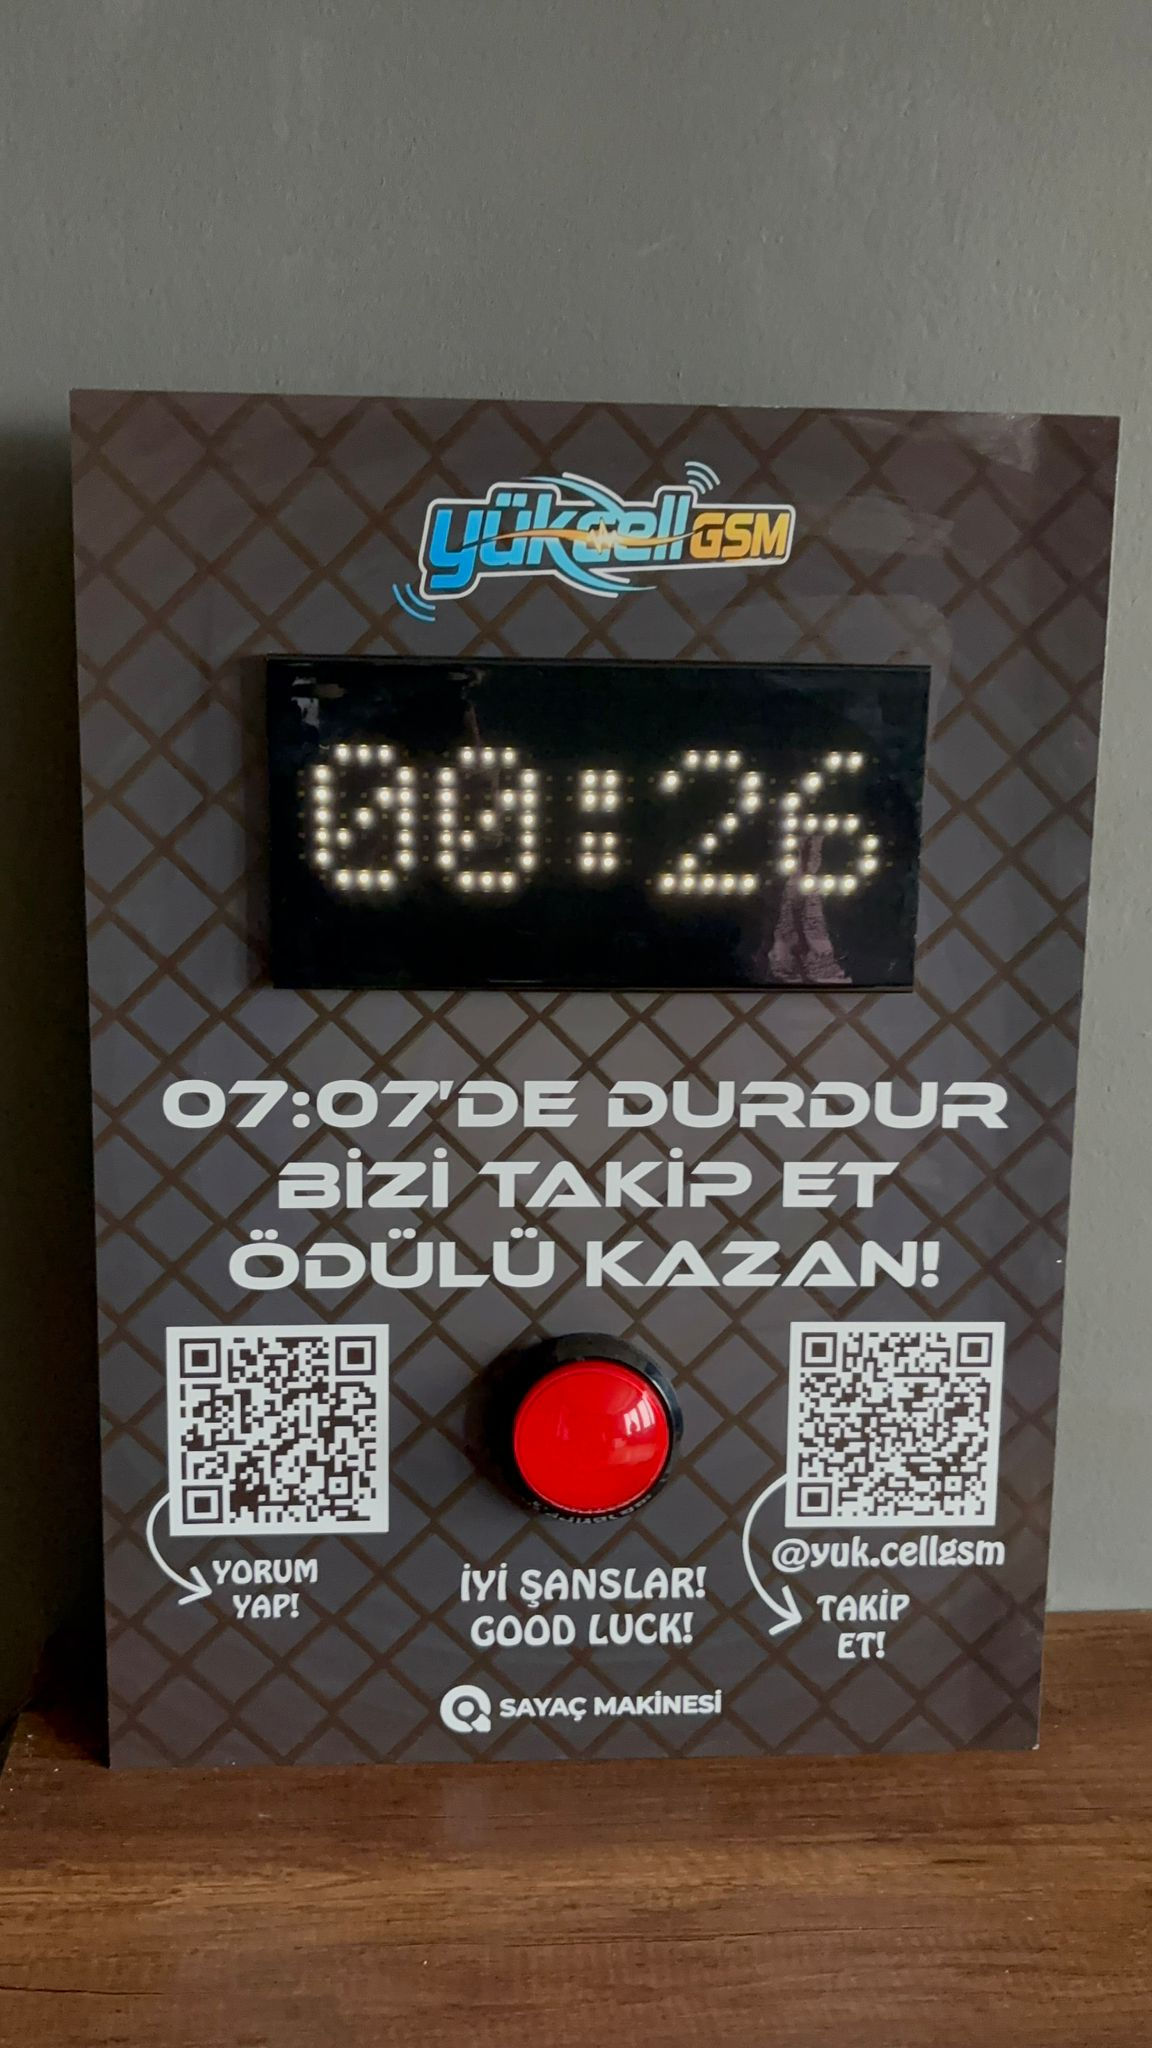 yükcell GSM
00:26
07:07'DE DURDUR
BİZİ TAKİP ET
ÖDÜLÜ KAZAN!
YORUM
YAP!
İYİ ŞANSLAR!
GOOD LUCK!
@yuk.cellgsm
TAKİP
ET!
SAYAÇ MAKİNESİ